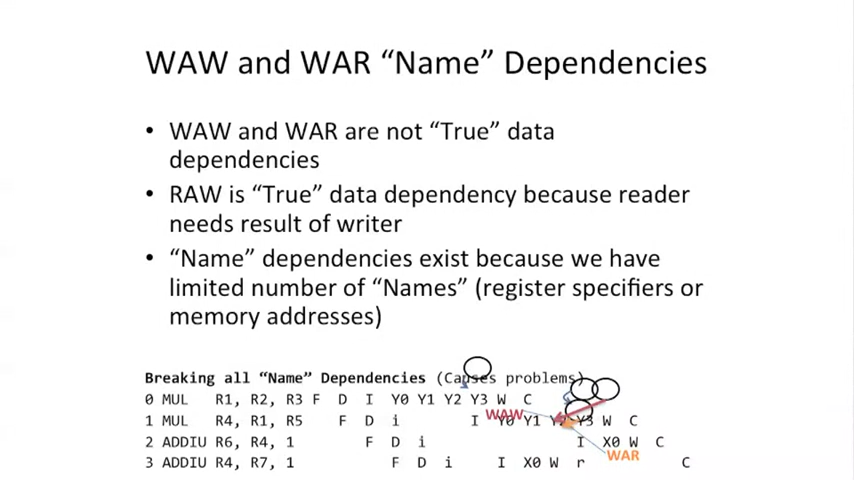 WAW and WAR “Name” Dependencies
• WAW and WAR are not “True” data
dependencies
• RAW is “True” data dependency because reader
needs result of writer
• “Name” dependencies exist because we have
limited number of “Names” (register specifiers or
memory addresses)
Breaking all “Name” Dependencies (Causes problems)
0 MUL R1, R2, R3 F D I Y0 Y1 Y2 Y3 W C
1 MUL R4, R1, R5 F D i I Y0 Y1 Y2 Y3 W C
WAW
2 ADDIU R6, R4, 1 F D i I X0 W C
WAR
3 ADDIU R4, R7, 1 F D i I X0 W r C